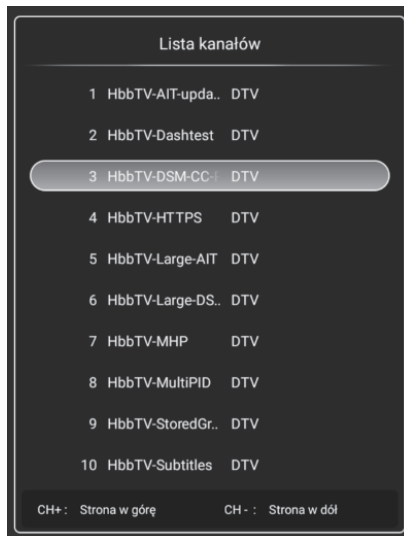 Lista kanałów
1 HbbTV-AIT-upda.. DTV
2 HbbTV-Dashtest DTV
3 HbbTV-DSM-CC- DTV
4 HbbTV-HTTPS DTV
5 HbbTV-Large-AIT DTV
6 HbbTV-Large-DS.. DTV
7 HbbTV-MHP DTV
8 HbbTV-MultiPID DTV
9 HbbTV-StoredGr.. DTV
10 HbbTV-Subtitles DTV
CH+ : Strona w górę CH - : Strona w dół